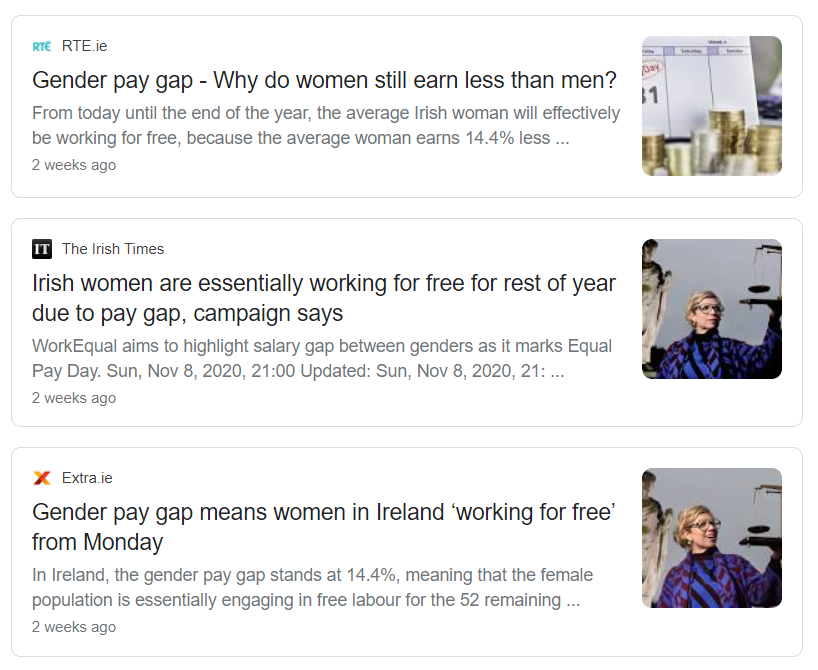 RTÉ RTE.ie
Gender pay gap - Why do women still earn less than men?
From today until the end of the year, the average Irish woman will effectively
be working for free, because the average woman earns 14.4% less ...
2 weeks ago
IT The Irish Times
Irish women are essentially working for free for rest of year
due to pay gap, campaign says
WorkEqual aims to highlight salary gap between genders as it marks Equal
Pay Day. Sun, Nov 8, 2020, 21:00 Updated: Sun, Nov 8, 2020, 21: ...
2 weeks ago
X Extra.ie
Gender pay gap means women in Ireland ‘working for free’
from Monday
In Ireland, the gender pay gap stands at 14.4%, meaning that the female
population is essentially engaging in free labour for the 52 remaining ...
2 weeks ago